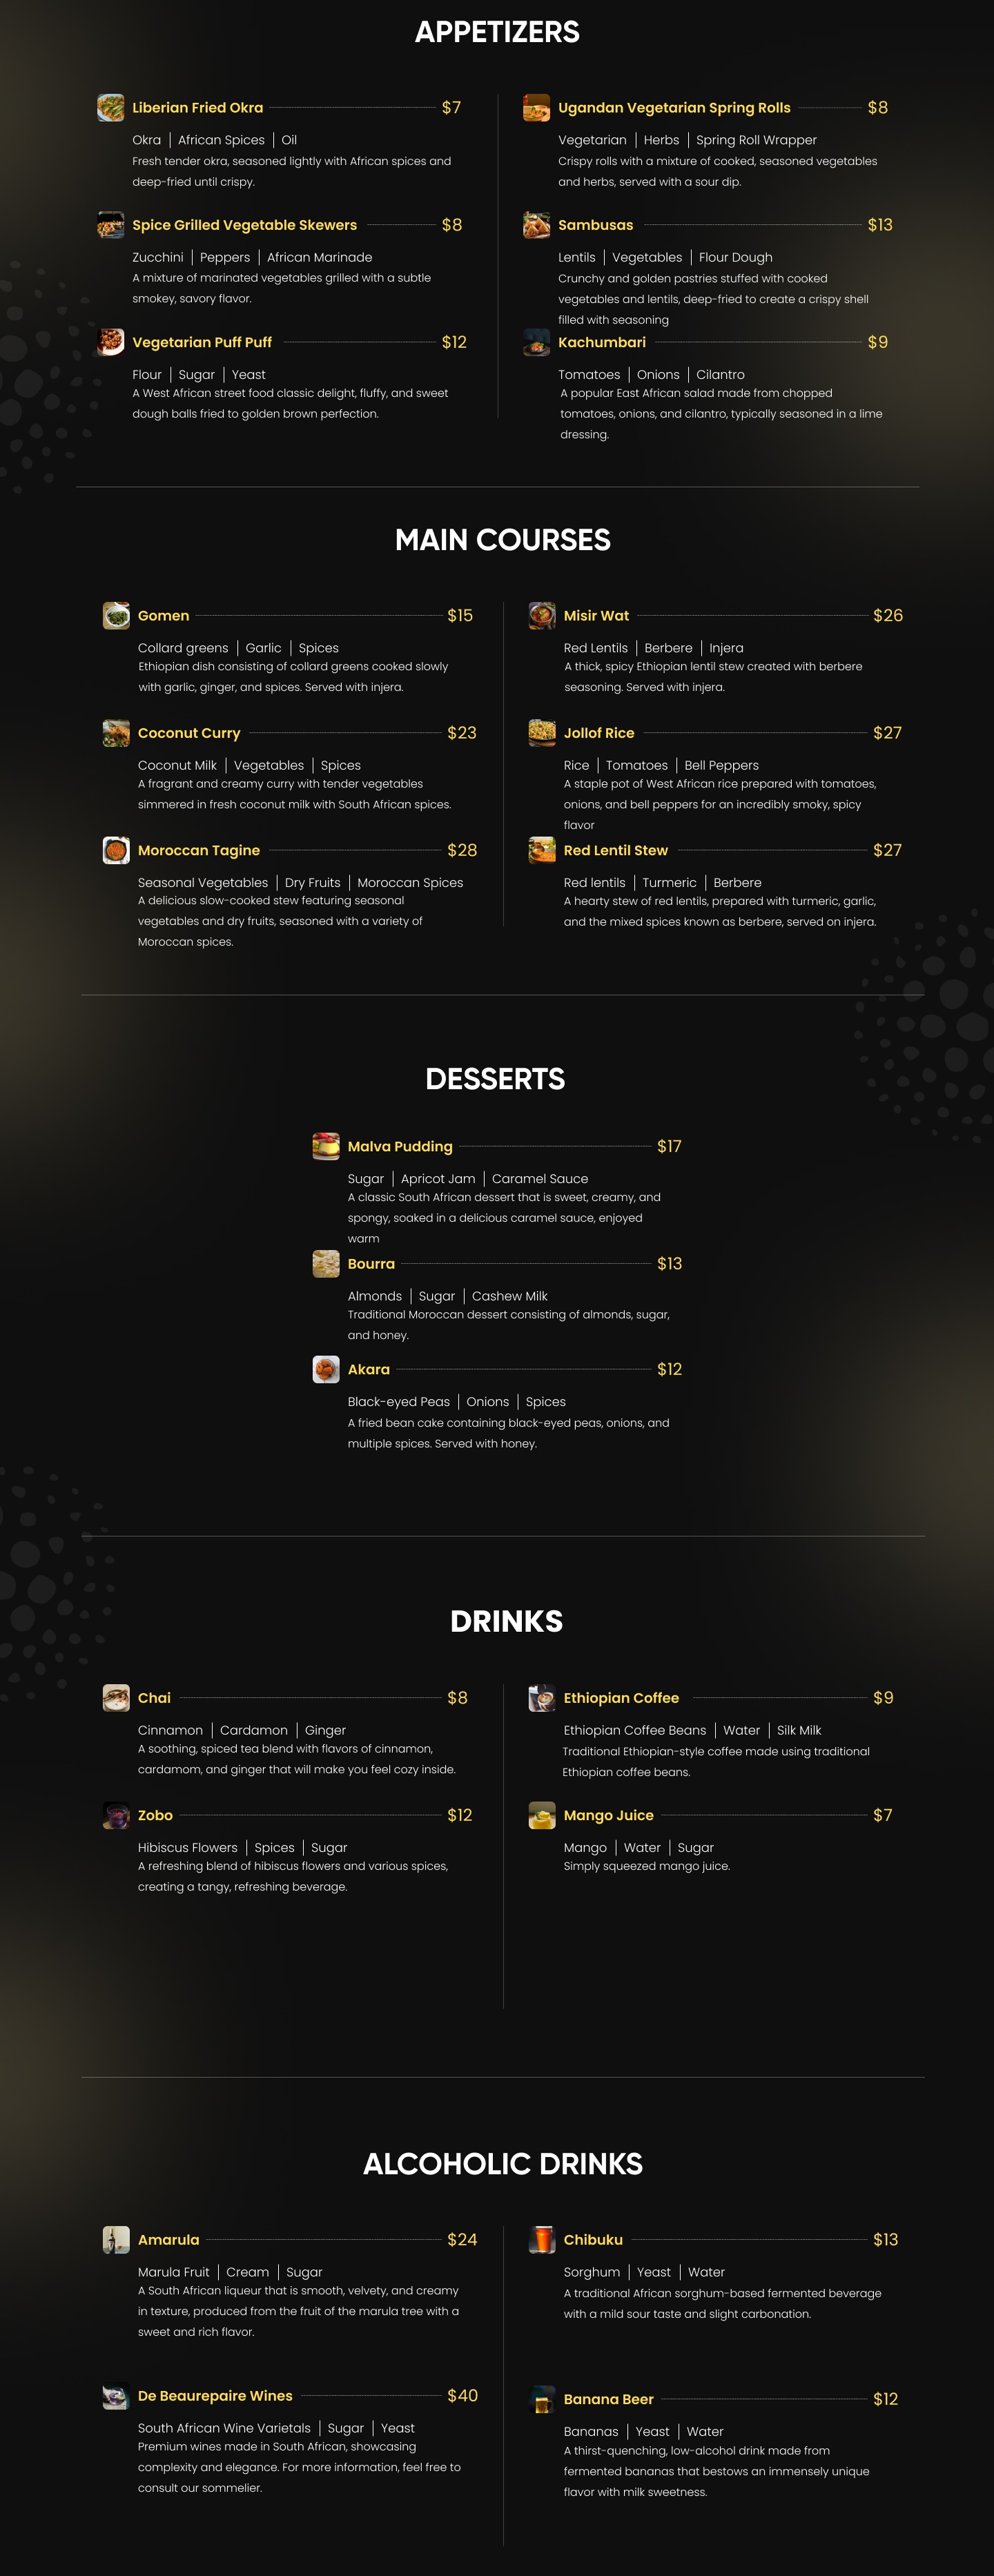 APPETIZERS
Liberian Fried Okra $7
Okra | African Spices | Oil
Fresh tender okra, seasoned lightly with African spices and
deep-fried until crispy.
Spice Grilled Vegetable Skewers $8
Zucchini | Peppers | African Marinade
A mixture of marinated vegetables grilled with a subtle
smokey, savory flavor.
Vegetarian Puff Puff $12
Flour | Sugar | Yeast
A West African street food classic delight, fluffy, and sweet
dough balls fried to golden brown perfection.
Ugandan Vegetarian Spring Rolls $8
Vegetarian | Herbs | Spring Roll Wrapper
Crispy rolls with a mixture of cooked, seasoned vegetables
and herbs, served with a sour dip.
Sambusas $13
Lentils | Vegetables | Flour Dough
Crunchy and golden pastries stuffed with cooked
vegetables and lentils, deep-fried to create a crispy shell
filled with seasoning
Kachumbari $9
Tomatoes | Onions | Cilantro
A popular East African salad made from chopped
tomatoes, onions, and cilantro, typically seasoned in a lime
dressing.
MAIN COURSES
Gomen $15
Collard greens | Garlic | Spices
Ethiopian dish consisting of collard greens cooked slowly
with garlic, ginger, and spices. Served with injera.
Coconut Curry $23
Coconut Milk | Vegetables | Spices
A fragrant and creamy curry with tender vegetables
simmered in fresh coconut milk with South African spices.
Moroccan Tagine $28
Seasonal Vegetables | Dry Fruits | Moroccan Spices
A delicious slow-cooked stew featuring seasonal
vegetables and dry fruits, seasoned with a variety of
Moroccan spices.
Misir Wat $26
Red Lentils | Berbere | Injera
A thick, spicy Ethiopian lentil stew created with berbere
seasoning. Served with injera.
Jollof Rice $27
Rice | Tomatoes | Bell Peppers
A staple pot of West African rice prepared with tomatoes,
onions, and bell peppers for an incredibly smoky, spicy
flavor
Red Lentil Stew $27
Red lentils | Turmeric | Berbere
A hearty stew of red lentils, prepared with turmeric, garlic,
and the mixed spices known as berbere, served on injera.
DESSERTS
Malva Pudding $17
Sugar | Apricot Jam | Caramel Sauce
A classic South African dessert that is sweet, creamy, and
spongy, soaked in a delicious caramel sauce, enjoyed
warm
Bourra $13
Almonds | Sugar | Cashew Milk
Traditional Moroccan dessert consisting of almonds, sugar,
and honey.
Akara $12
Black-eyed Peas | Onions | Spices
A fried bean cake containing black-eyed peas, onions, and
multiple spices. Served with honey.
DRINKS
Chai $8
Cinnamon | Cardamon | Ginger
A soothing, spiced tea blend with flavors of cinnamon,
cardamom, and ginger that will make you feel cozy inside.
Zobo $12
Hibiscus Flowers | Spices | Sugar
A refreshing blend of hibiscus flowers and various spices,
creating a tangy, refreshing beverage.
Ethiopian Coffee $9
Ethiopian Coffee Beans | Water | Silk Milk
Traditional Ethiopian-style coffee made using traditional
Ethiopian coffee beans.
Mango Juice $7
Mango | Water | Sugar
Simply squeezed mango juice.
ALCOHOLIC DRINKS
Amarula $24
Marula Fruit | Cream | Sugar
A South African liqueur that is smooth, velvety, and creamy
in texture, produced from the fruit of the marula tree with a
sweet and rich flavor.
De Beaurepaire Wines $40
South African Wine Varietals | Sugar | Yeast
Premium wines made in South African, showcasing
complexity and elegance. For more information, feel free to
consult our sommelier.
Chibuku $13
Sorghum | Yeast | Water
A traditional African sorghum-based fermented beverage
with a mild sour taste and slight carbonation.
Banana Beer $12
Bananas | Yeast | Water
A thirst-quenching, low-alcohol drink made from
fermented bananas that bestows an immensely unique
flavor with milk sweetness.